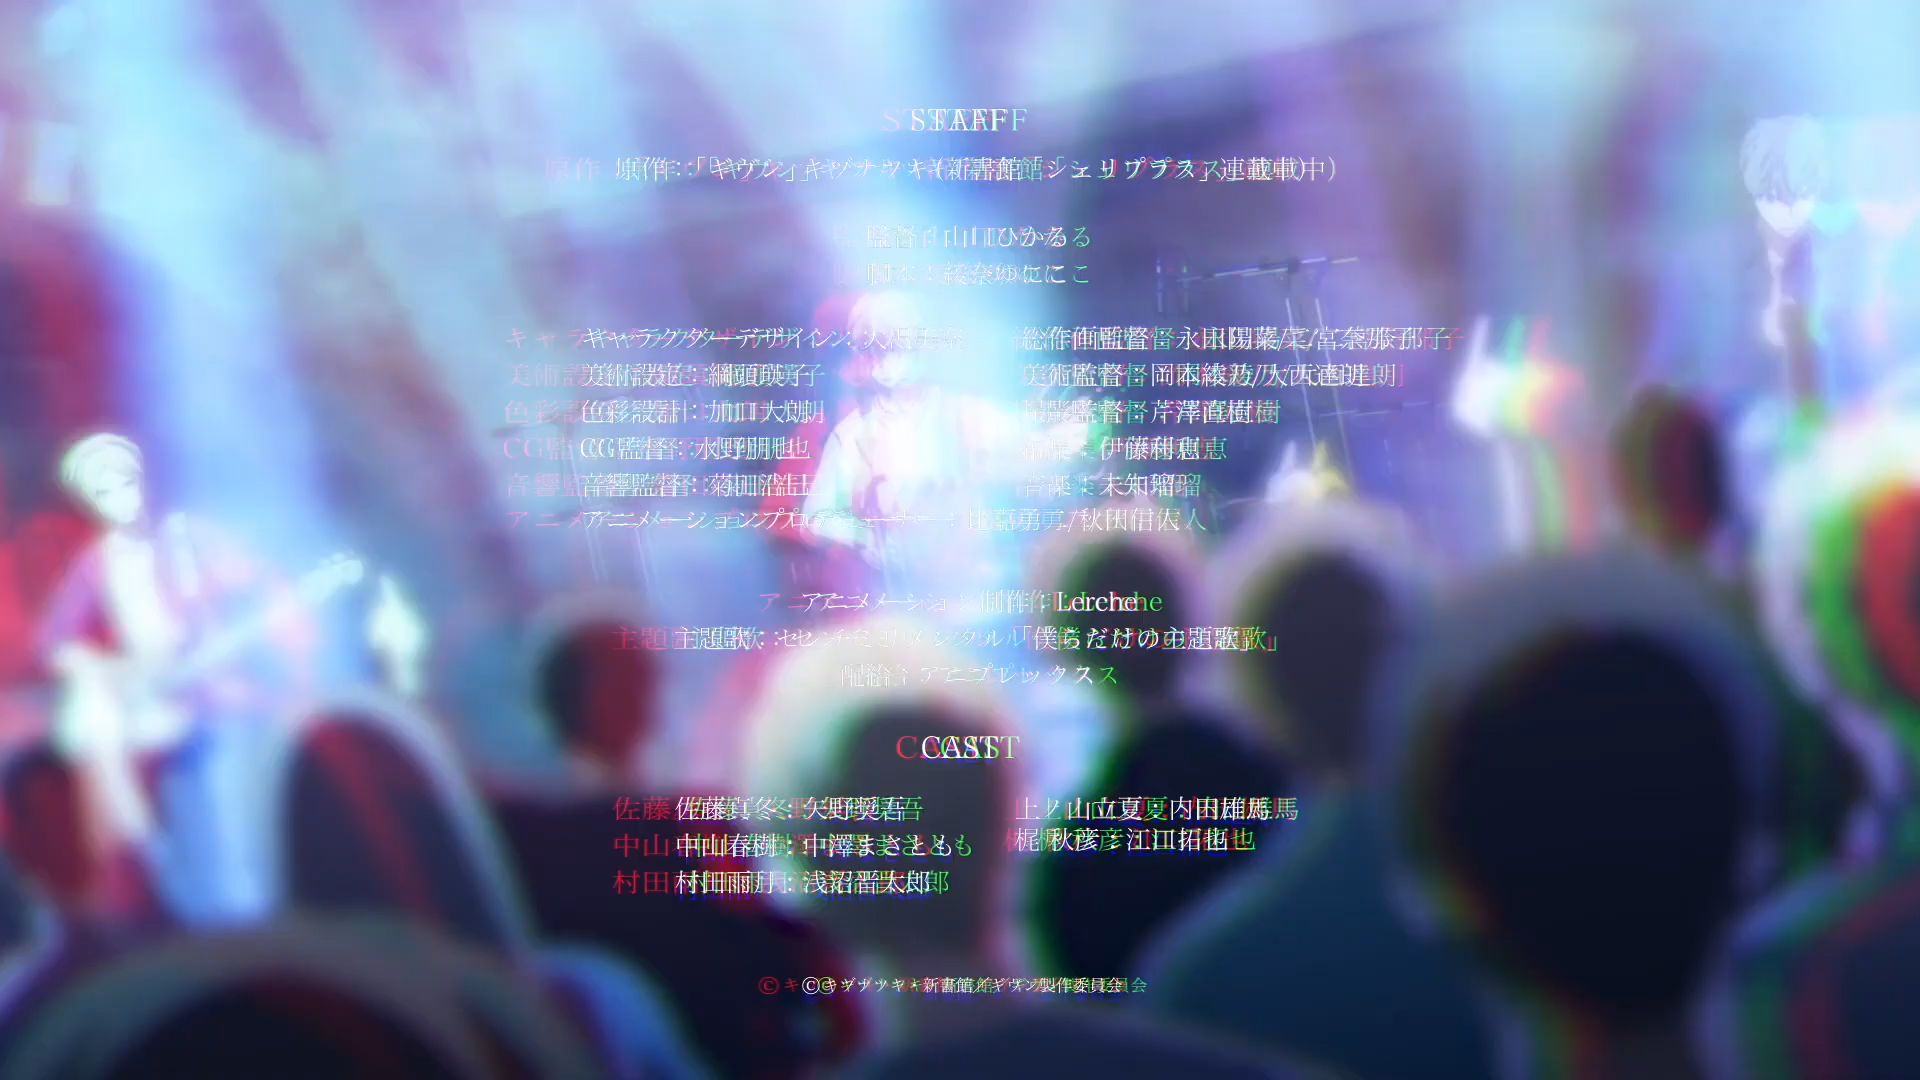 STAFF
原作:「ギヴン」キヅナツキ(新書館「シェリプラス」連載中)
監督:山口ひかる
脚本:綾奈ゆにこ
キャラクターデザイン:大沢美奈 総作画監督:永田陽菜/二宮奈那子
美術設定:綱頭瑛子 美術監督:岡本綾乃/大西達朗
色彩設計:加口大朗 撮影監督:芹澤直樹
CG監督:水野朋也 編集:伊藤利恵
音響監督:菊田浩巳 音楽:未知瑠
アニメーションプロデューサー:比嘉勇二/秋田信人
アニメーション制作:Lerche
主題歌:センチミリメンタル「僕らだけの主題歌」
配給:アニプレックス
CAST
佐藤真冬:矢野奨吾 上ノ山立夏:内田雄馬
中山春樹:中澤まさとも 梶 秋彦:江口拓也
村田雨月:浅沼晋太郎
©キヅナツキ・新書館/ギヴン製作委員会